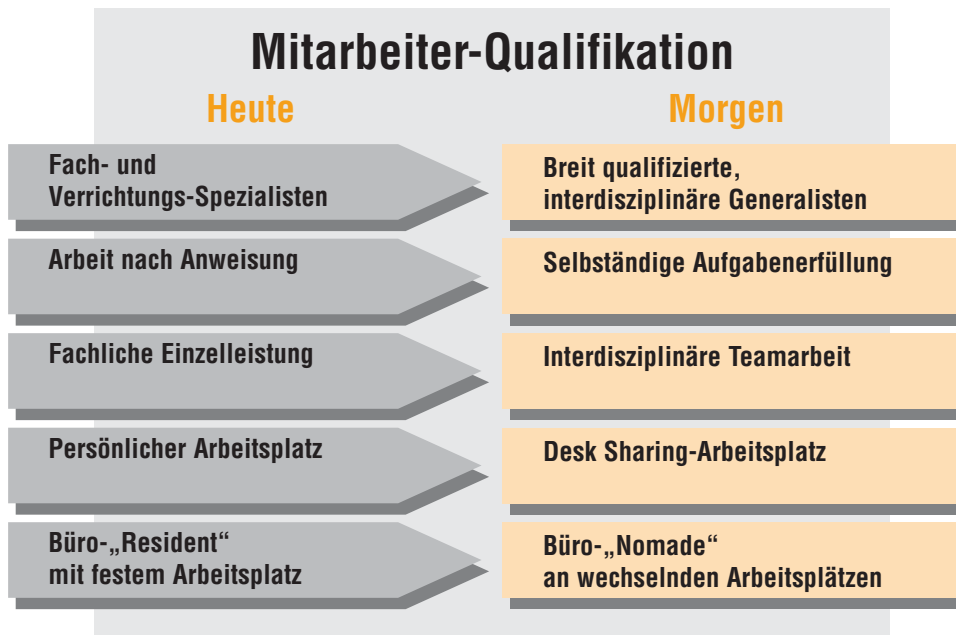 Mitarbeiter-Qualifikation
Heute
Morgen
Fach- und
Verrichtungs-Spezialisten
Breit qualifizierte,
interdisziplinäre Generalisten
Arbeit nach Anweisung
Selbständige Aufgabenerfüllung
Fachliche Einzelleistung
Interdisziplinäre Teamarbeit
Persönlicher Arbeitsplatz
Desk Sharing-Arbeitsplatz
Büro-„Resident“
mit festem Arbeitsplatz
Büro-„Nomade“
an wechselnden Arbeitsplätzen